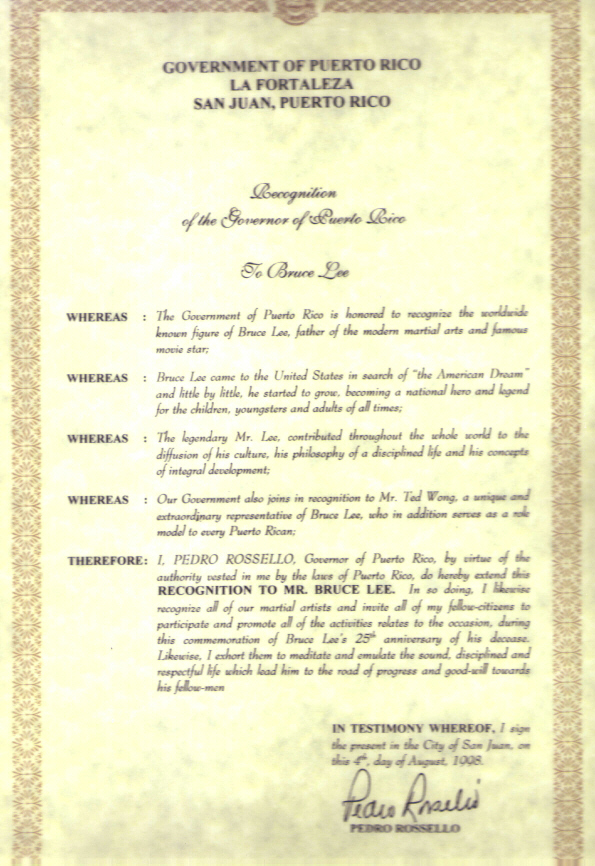 GOVERNMENT OF PUERTO RICO
LA FORTALEZA
SAN JUAN, PUERTO RICO
Recognition
of the Governor of Puerto Rico
To Bruce Lee
WHEREAS : The Government of Puerto Rico is honored to recognize the worldwide
known figure of Bruce Lee, father of the modern martial arts and famous
movie star;
WHEREAS : Bruce Lee came to the United States in search of "the American Dream"
and little by little, he started to grow, becoming a national hero and legend
for the children, youngsters and adults of all times;
WHEREAS : The legendary Mr. Lee, contributed throughout the whole world to the
diffusion of his culture, his philosophy of a disciplined life and his concepts
of integral development;
WHEREAS : Our Government also joins in recognition to Mr. Ted Wong, a unique and
extraordinary representative of Bruce Lee, who in addition serves as a role
model to every Puerto Rican;
THEREFORE: I, PEDRO ROSSELLO, Governor of Puerto Rico, by virtue of the
authority vested in me by the laws of Puerto Rico, do hereby extend this
RECOGNITION TO MR. BRUCE LEE. In so doing, I likewise
recognize all of our martial artists and invite all of my fellow-citizens to
participate and promote all of the activities relates to the occasion, during
this commemoration of Bruce Lee's 25th anniversary of his decease.
Likewise, I exhort them to meditate and emulate the sound, disciplined and
respectful life which lead him to the road of progress and good-will towards
his fellow-men
IN TESTIMONY WHEREOF, I sign
the present in the City of San Juan, on
this 4th, day of August, 1998.
Pedro Rosselló
PEDRO ROSSELLO